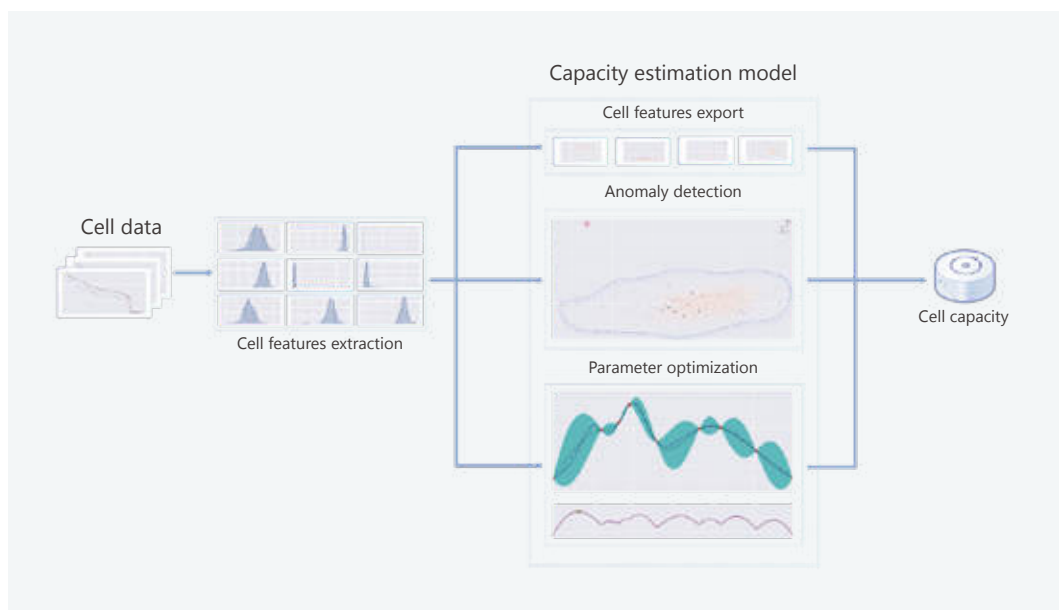 Capacity estimation model
Cell features export
Anomaly detection
Cell data
Cell features extraction
Cell capacity
Parameter optimization